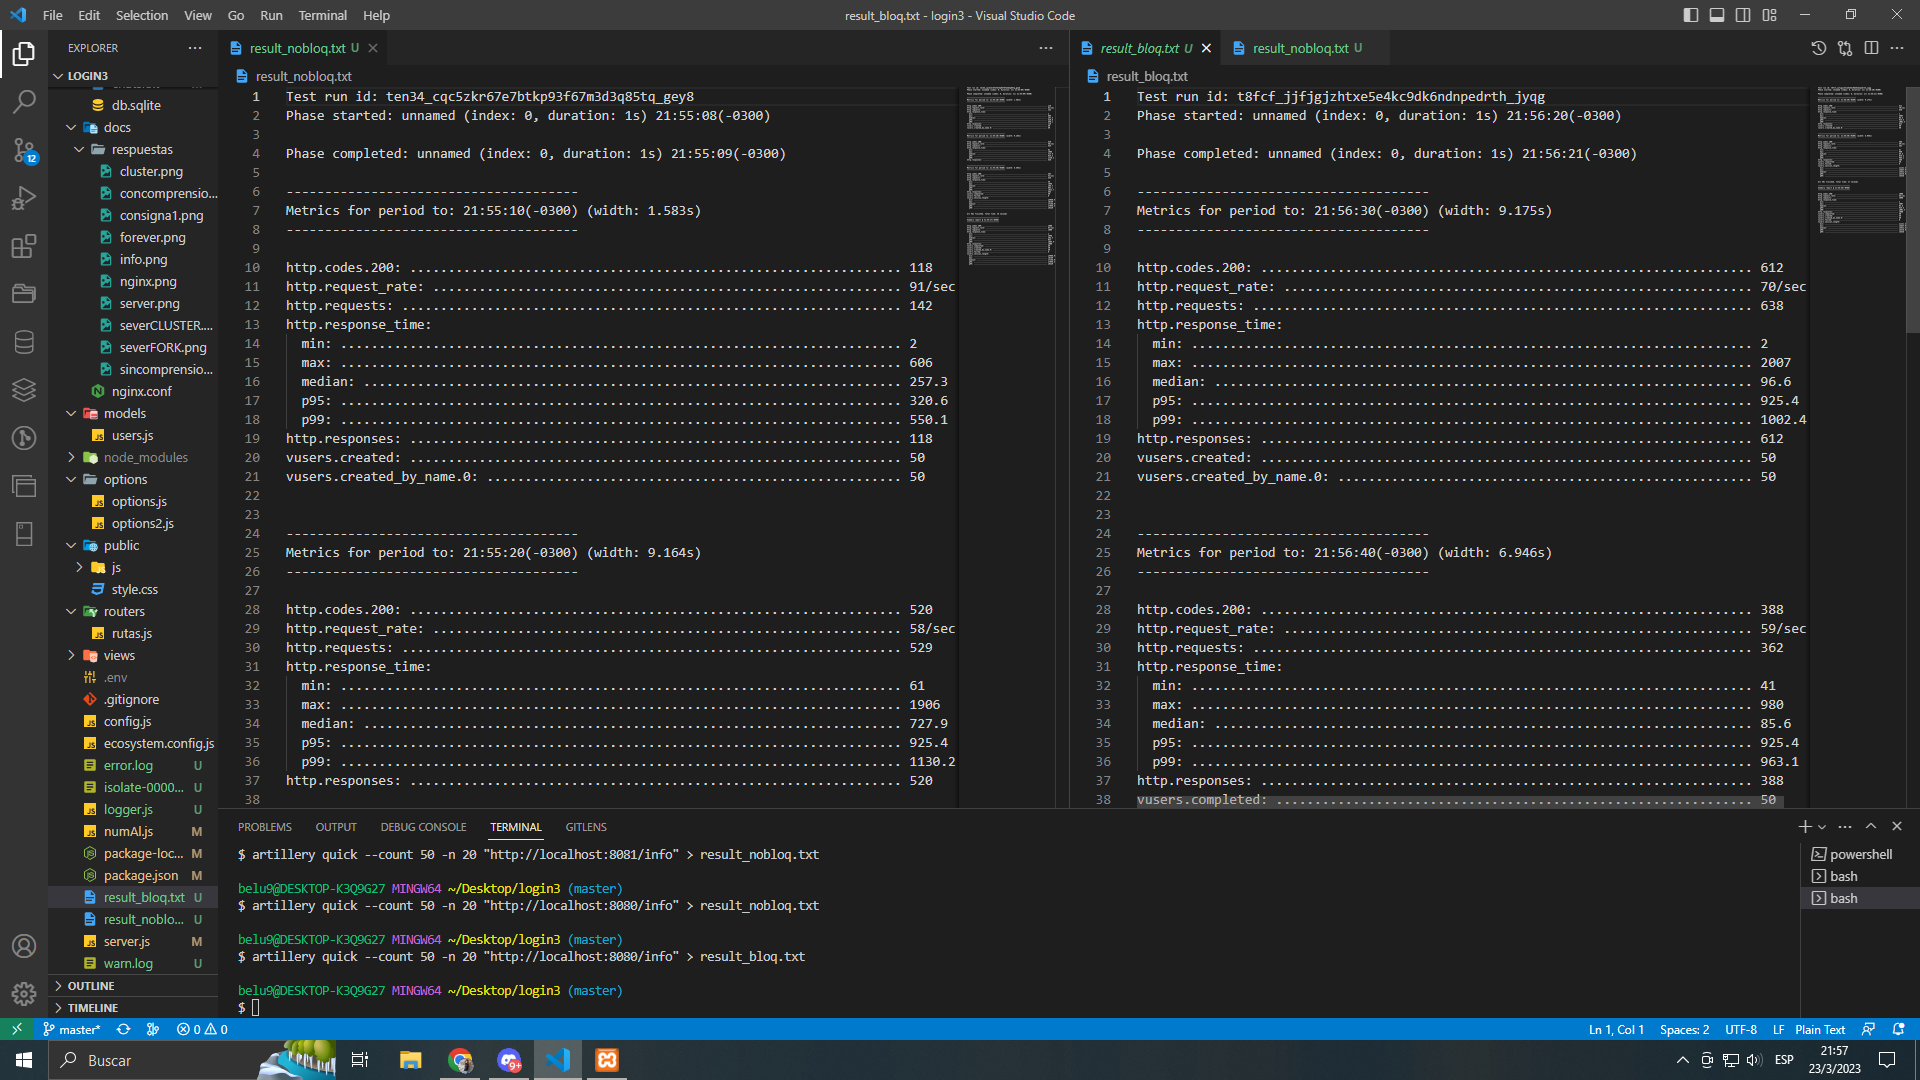 File Edit Selection View Go Run Terminal Help
result_bloq.txt - login3 - Visual Studio Code
EXPLORER
LOGIN3
db.sqlite
docs
respuestas
cluster.png
concomprensio...
consigna1.png
forever.png
info.png
nginx.png
server.png
severCLUSTER....
severFORK.png
sincomprensio...
nginx.conf
models
users.js
node_modules
options
options.js
options2.js
public
js
style.css
routers
rutas.js
views
.env
.gitignore
config.js
ecosystem.config.js
error.log U
isolate-0000... U
logger.js U
numAl.js M
package-loc... M
package.json M
result_bloq.txt U
result_noblo... U
server.js M
warn.log U
OUTLINE
TIMELINE
12
result_nobloq.txt U
result_nobloq.txt
1 Test run id: ten34_cqc5zkr67e7btkp93f67m3d3q85tq_gey8
2 Phase started: unnamed (index: 0, duration: 1s) 21:55:08(-0300)
3
4 Phase completed: unnamed (index: 0, duration: 1s) 21:55:09(-0300)
5
6 --------------------------------------
7 Metrics for period to: 21:55:10(-0300) (width: 1.583s)
8 --------------------------------------
9
10 http.codes.200: ................................................................ 118
11 http.request_rate: ............................................................. 91/sec
12 http.requests: ................................................................. 142
13 http.response_time:
14 min: ......................................................................... 2
15 max: ......................................................................... 606
16 median: ...................................................................... 257.3
17 p95: ......................................................................... 320.6
18 p99: ......................................................................... 550.1
19 http.responses: ................................................................ 118
20 vusers.created: ................................................................ 50
21 vusers.created_by_name.0: ...................................................... 50
22
23
24 --------------------------------------
25 Metrics for period to: 21:55:20(-0300) (width: 9.164s)
26 --------------------------------------
27
28 http.codes.200: ................................................................ 520
29 http.request_rate: ............................................................. 58/sec
30 http.requests: ................................................................. 529
31 http.response_time:
32 min: ......................................................................... 61
33 max: ......................................................................... 1906
34 median: ...................................................................... 727.9
35 p95: ......................................................................... 925.4
36 p99: ......................................................................... 1130.2
37 http.responses: ................................................................ 520
38
result_bloq.txt U result_nobloq.txt U
result_bloq.txt
1 Test run id: t8fcf_jjfjgjzhtxe5e4kc9dk6ndnpedrth_jyqg
2 Phase started: unnamed (index: 0, duration: 1s) 21:56:20(-0300)
3
4 Phase completed: unnamed (index: 0, duration: 1s) 21:56:21(-0300)
5
6 --------------------------------------
7 Metrics for period to: 21:56:30(-0300) (width: 9.175s)
8 --------------------------------------
9
10 http.codes.200: ................................................................ 612
11 http.request_rate: ............................................................. 70/sec
12 http.requests: ................................................................. 638
13 http.response_time:
14 min: ......................................................................... 2
15 max: ......................................................................... 2007
16 median: ...................................................................... 96.6
17 p95: ......................................................................... 925.4
18 p99: ......................................................................... 1002.4
19 http.responses: ................................................................ 612
20 vusers.created: ................................................................ 50
21 vusers.created_by_name.0: ...................................................... 50
22
23
24 --------------------------------------
25 Metrics for period to: 21:56:40(-0300) (width: 6.946s)
26 --------------------------------------
27
28 http.codes.200: ................................................................ 388
29 http.request_rate: ............................................................. 59/sec
30 http.requests: ................................................................. 362
31 http.response_time:
32 min: ......................................................................... 41
33 max: ......................................................................... 980
34 median: ...................................................................... 85.6
35 p95: ......................................................................... 925.4
36 p99: ......................................................................... 963.1
37 http.responses: ................................................................ 388
38 vusers.completed: .............................................................. 50
PROBLEMS OUTPUT DEBUG CONSOLE TERMINAL GITLENS
$ artillery quick --count 50 -n 20 "http://localhost:8081/info" > result_nobloq.txt
belu9@DESKTOP-K3Q9G27 MINGW64 ~/Desktop/login3 (master)
$ artillery quick --count 50 -n 20 "http://localhost:8080/info" > result_nobloq.txt
belu9@DESKTOP-K3Q9G27 MINGW64 ~/Desktop/login3 (master)
$ artillery quick --count 50 -n 20 "http://localhost:8080/info" > result_bloq.txt
belu9@DESKTOP-K3Q9G27 MINGW64 ~/Desktop/login3 (master)
$
powershell
bash
bash
master* 0 0
Ln 1, Col 1 Spaces: 2 UTF-8 LF Plain Text
Buscar
9+
ESP
21:57
23/3/2023